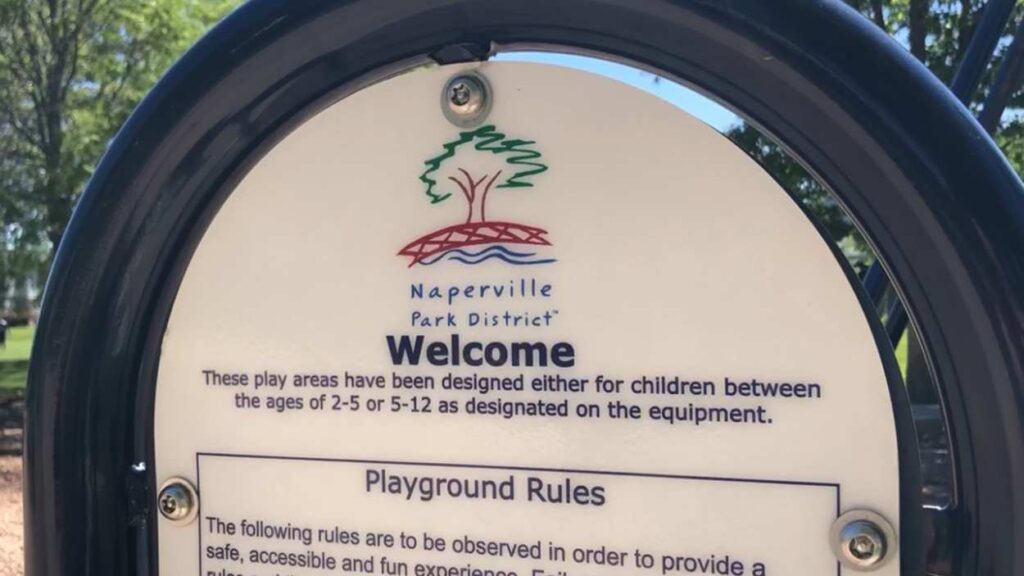 Naperville
Park District™
Welcome
These play areas have been designed either for children between
the ages of 2-5 or 5-12 as designated on the equipment.
Playground Rules
The following rules are to be observed in order to provide a
safe, accessible and fun experience.